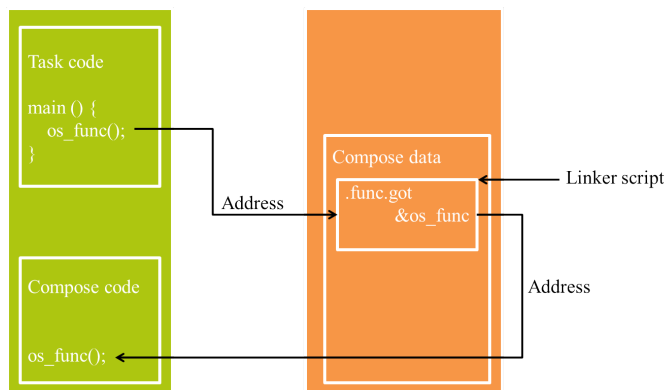 Task code
main () {
os_func();
}
Address
Compose data
.func.got
&os_func
Linker script
Address
Compose code
os_func();